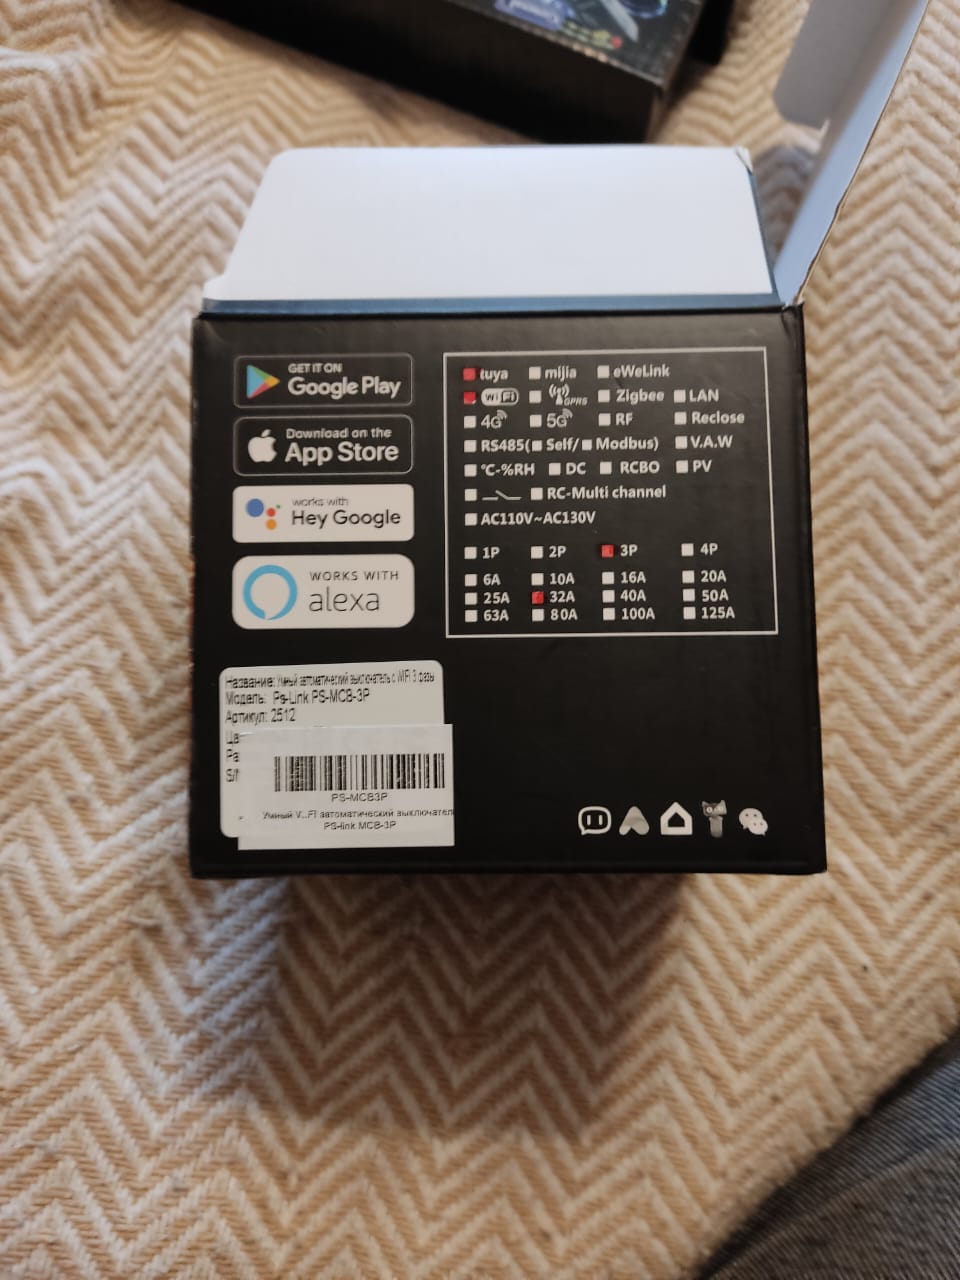 GET IT ON
Google Play
Download on the
App Store
works with
Hey Google
WORKS WITH
alexa
tuya mijia eWeLink
WiFi GPRS Zigbee LAN
4G 5G RF Reclose
RS485( Self/ Modbus) V.A.W
°C-%RH DC RCBO PV
RC-Multi channel
AC110V~AC130V
1P 2P 3P 4P
6A 10A 16A 20A
25A 32A 40A 50A
63A 80A 100A 125A
Название: Умный автоматический выключатель с WIFI 3 фазы
Модель: Ps-Link PS-MCB-3P
Артикул: 2512
PS-MCB3P
Умный V...FI автоматический выключател
PS-link MCB-3P